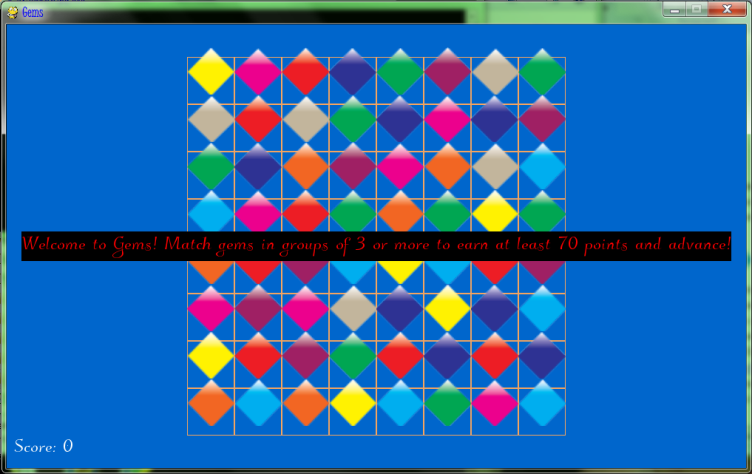 Gems
Welcome to Gems! Match gems in groups of 3 or more to earn at least 70 points and advance!
Score: 0